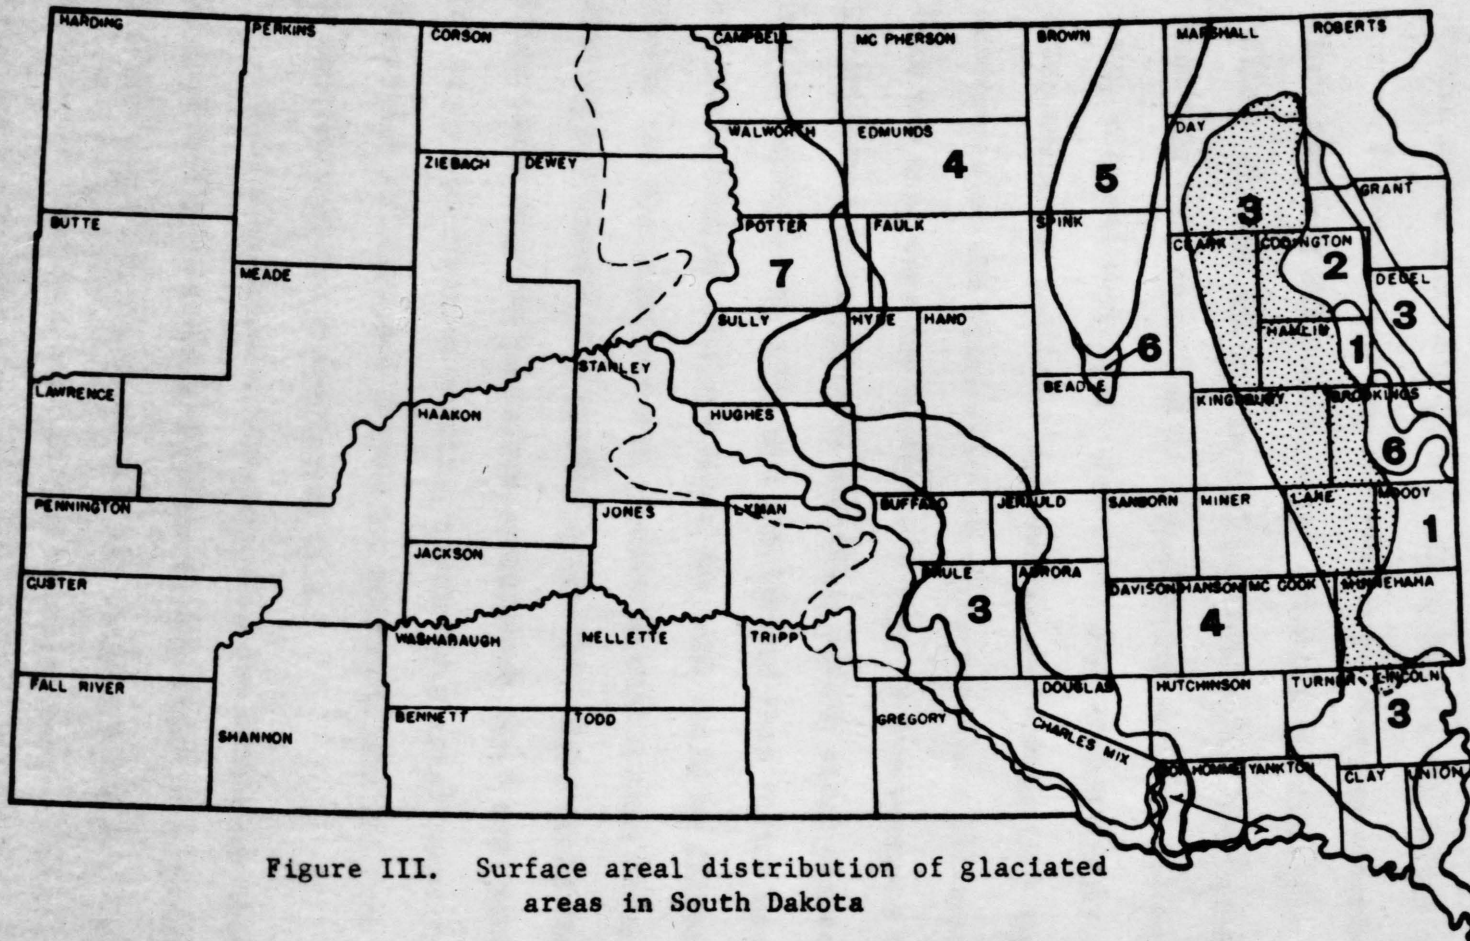 HARDING PERKINS CORSON CAMPBELL MC PHERSON BROWN MARSHALL ROBERTS
WALWORTH EDMUNDS DAY
ZIEBACH DEWEY 4 5
GRANT
BUTTE POTTER FAULK SPINK 3
CLARK CODINGTON
MEADE 7 2 DEUEL
SULLY HYDE HAND 3
HAMLIN 1
6
STANLEY
LAWRENCE BEADLE KINGSBURY BROOKINGS
HAAKON HUGHES
6
PENNINGTON JONES LYMAN BUFFALO JERAULD SANBORN MINER LAKE MOODY
1
JACKSON
CUSTER BRULE AURORA DAVISON HANSON MC COOK MINNEHAHA
3 4
WASHABAUGH MELLETTE TRIPP
FALL RIVER DOUGLAS HUTCHINSON TURNER LINCOLN
BENNETT TODD GREGORY 3
SHANNON CHARLES MIX
BON HOMME YANKTON CLAY UNION
Figure III. Surface areal distribution of glaciated
areas in South Dakota